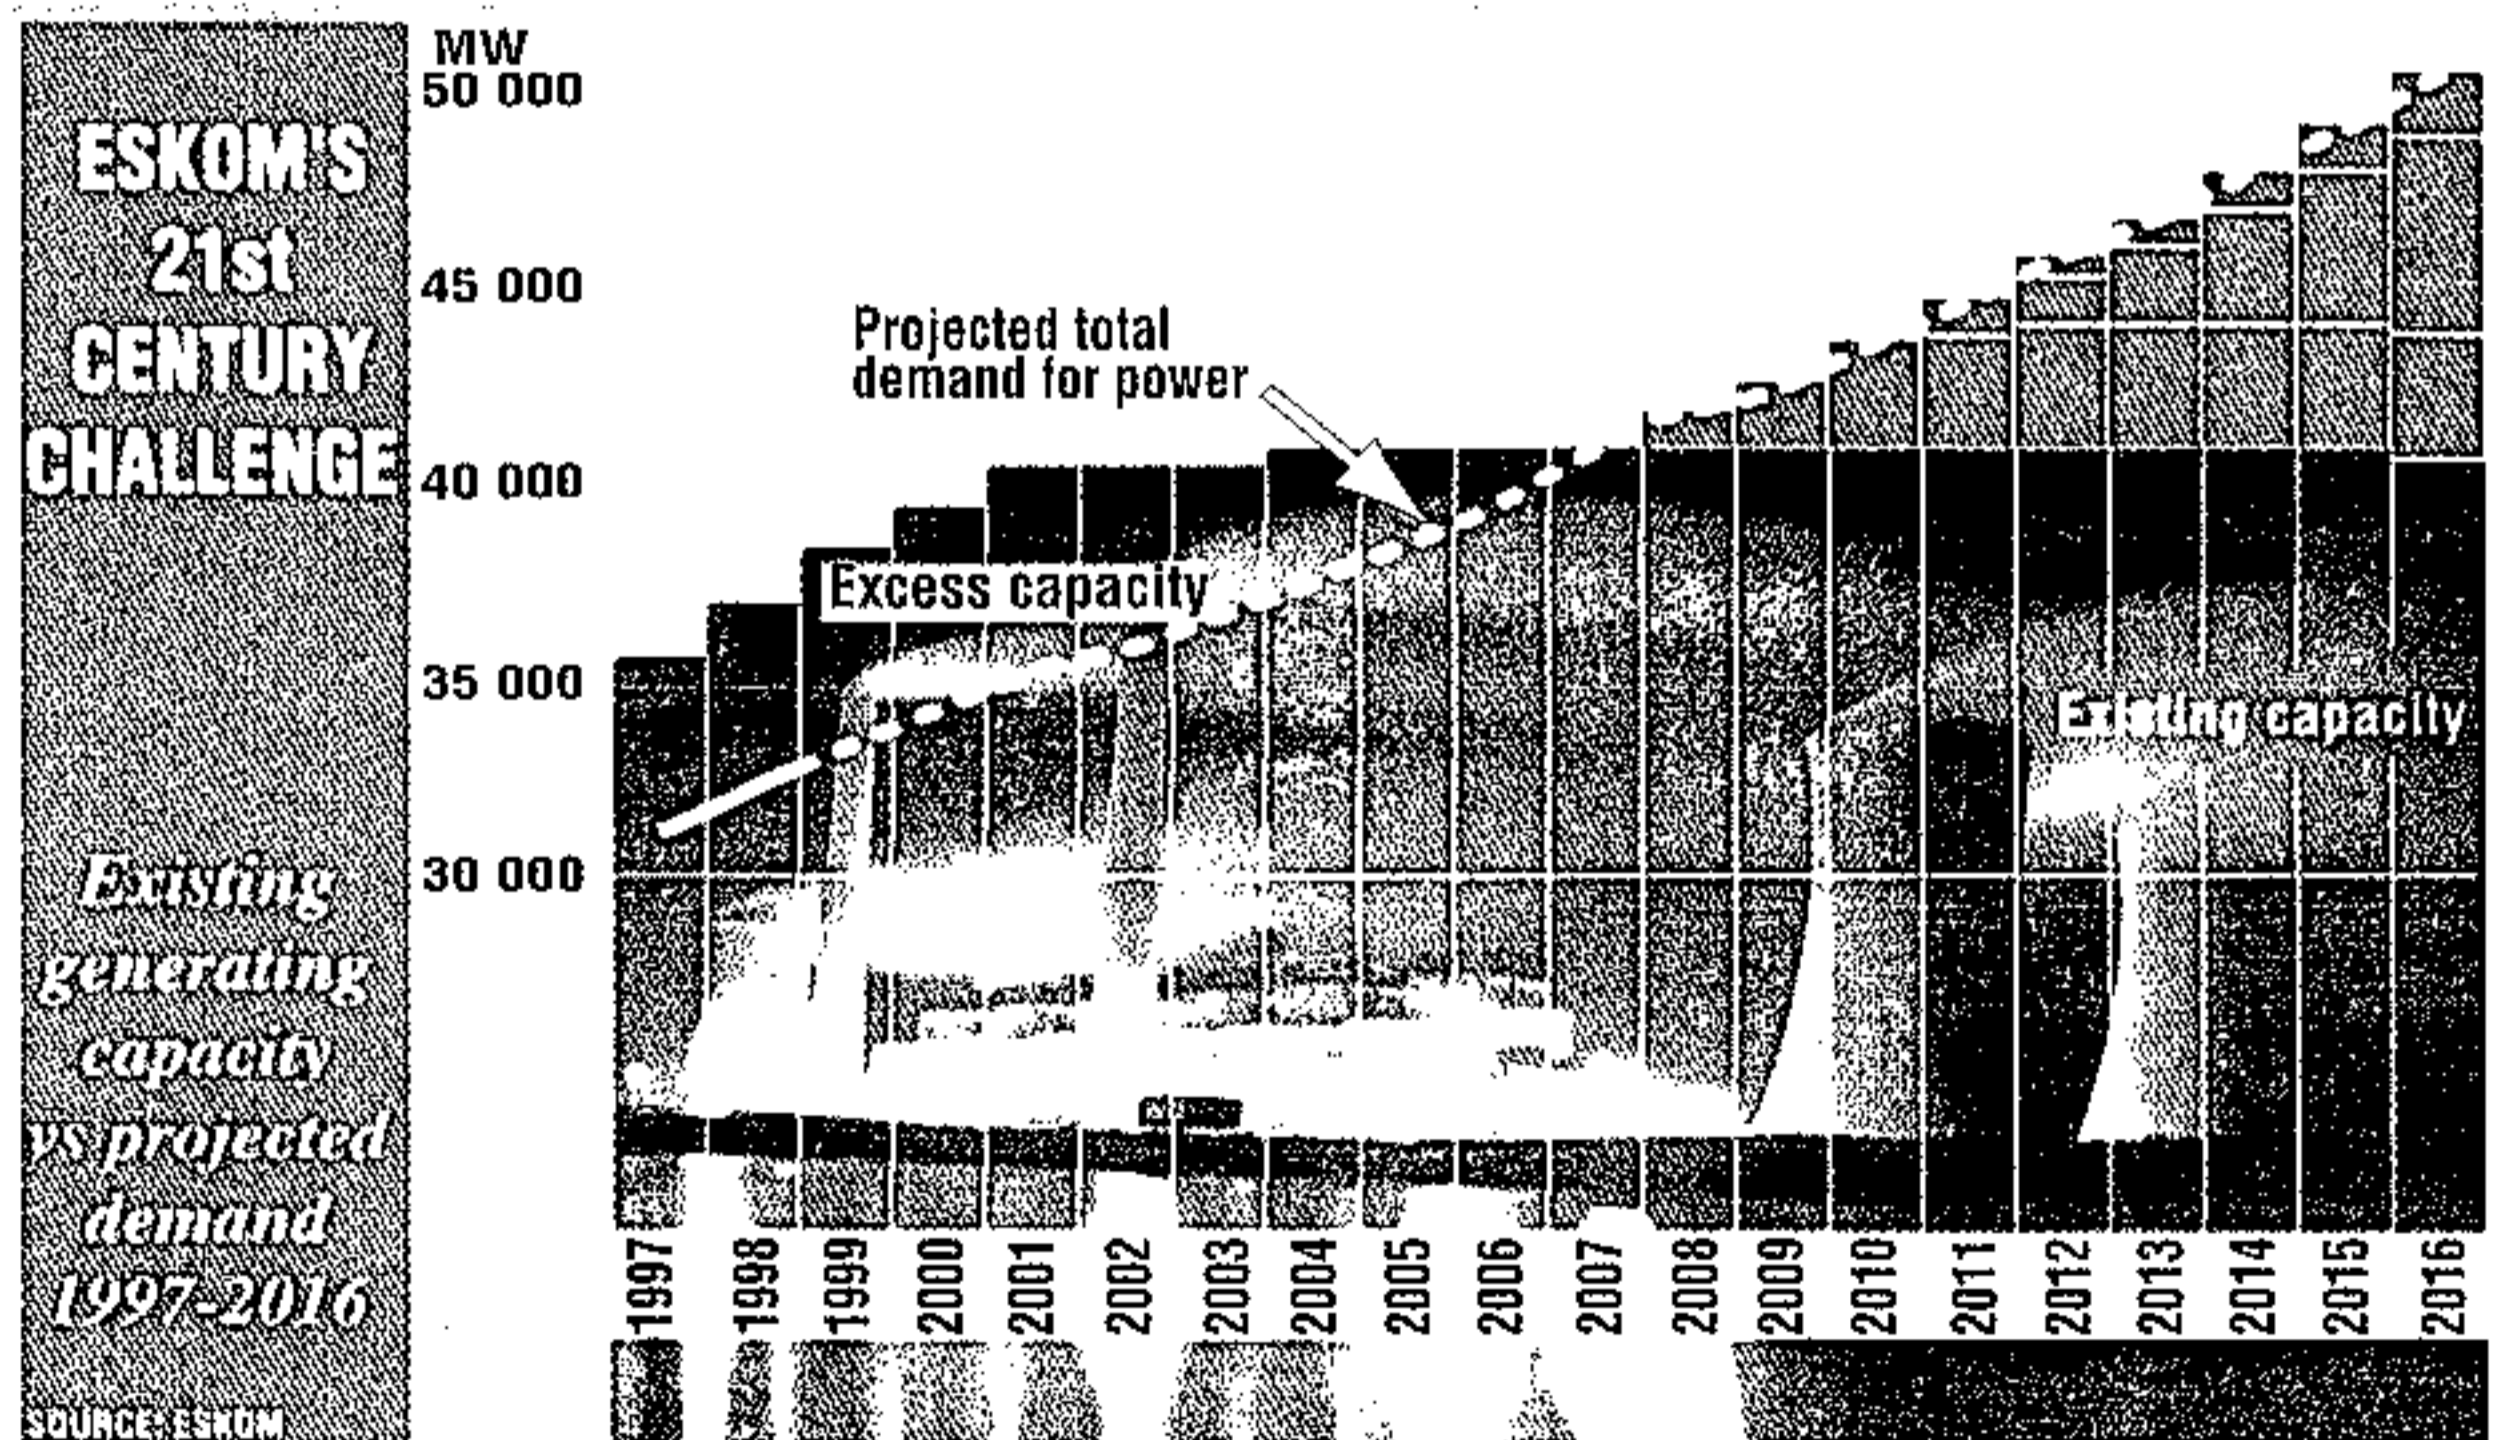 ESKOM'S
21st
CENTURY
CHALLENGE
Existing
generating
capacity
vs projected
demand
1997-2016
SOURCE: ESKOM
MW
50 000
45 000
40 000
35 000
30 000
Projected total
demand for power
Excess capacity
Existing capacity
1997
1998
1999
2000
2001
2002
2003
2004
2005
2006
2007
2008
2009
2010
2011
2012
2013
2014
2015
2016